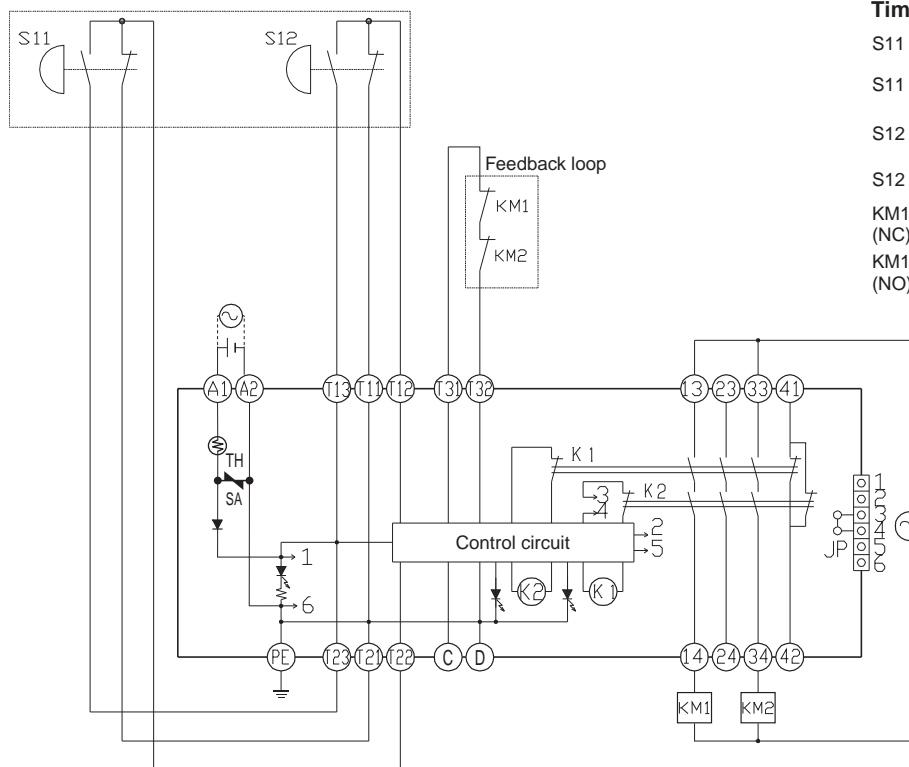 Tim
S11
S12
S11
S11
S12
Feedback loop
S12
KM1
KM1
(NC)
KM2
KM1
(NO)
A1 A2 T13 T11 T12 T31 T32 13 23 33 41
TH
SA
K1
K2
3
4
2
5
1
6
Control circuit
K2
K1
JP
1
2
3
4
5
6
PE T23 T21 T22 C D 14 24 34 42
KM1
KM2